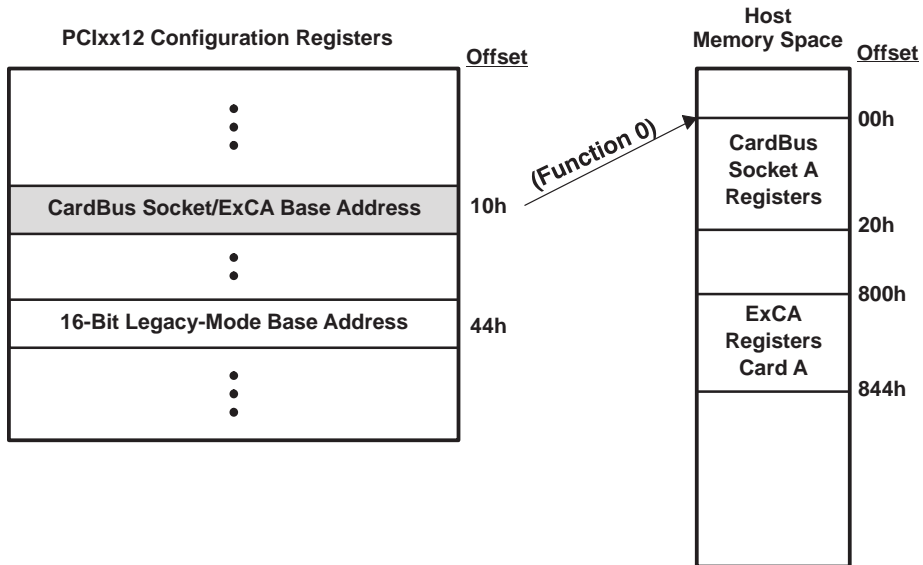 PCIxx12 Configuration Registers
Offset
CardBus Socket/ExCA Base Address
10h
16-Bit Legacy-Mode Base Address
44h
(Function 0)
Host
Memory Space
Offset
00h
CardBus
Socket A
Registers
20h
800h
ExCA
Registers
Card A
844h